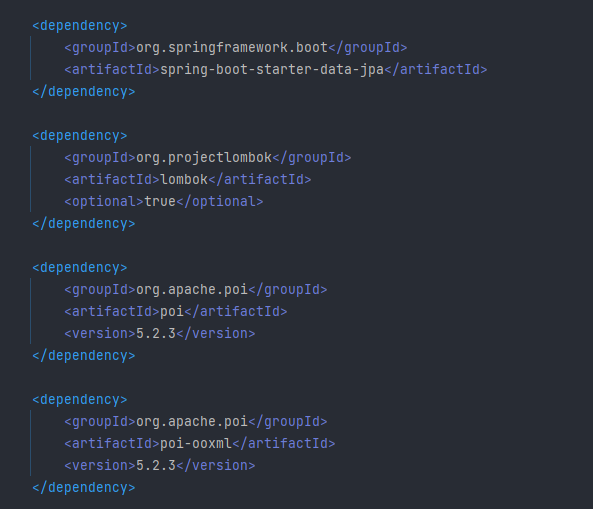 <dependency>
    <groupId>org.springframework.boot</groupId>
    <artifactId>spring-boot-starter-data-jpa</artifactId>
</dependency>

<dependency>
    <groupId>org.projectlombok</groupId>
    <artifactId>lombok</artifactId>
    <optional>true</optional>
</dependency>

<dependency>
    <groupId>org.apache.poi</groupId>
    <artifactId>poi</artifactId>
    <version>5.2.3</version>
</dependency>

<dependency>
    <groupId>org.apache.poi</groupId>
    <artifactId>poi-ooxml</artifactId>
    <version>5.2.3</version>
</dependency>